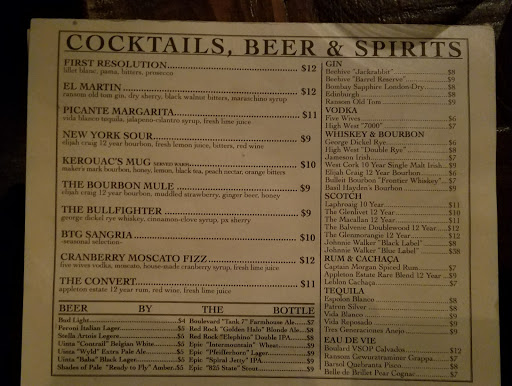 COCKTAILS, BEER & SPIRITS
FIRST RESOLUTION $12
lillet blanc, pasna, bitters, prosecco
EL MARTIN $12
ransom old tom gin, dry sherry, black walnut bitters, maraschino syrup
PICANTE MARGARITA $11
vida blanco tequila, jalapeno-cilantro syrup, fresh lime juice
NEW YORK SOUR $9
elijah craig 12 year bourbon, fresh lemon juice, bitters, red wine
KEROUAC'S MUG SERVED WARM $10
maker's mark bourbon, honey, lemon, black tea, peach nectar, orange bitters
THE BOURBON MULE $9
elijah craig 12 year bourbon, muddled strawberry, ginger beer, honey
THE BULLFIGHTER $9
george dickel rye whiskey, cinnamon-clove syrup, px sherry
BTG SANGRIA $10
-seasonal selection-
CRANBERRY MOSCATO FIZZ $12
five wives vodka, moscato, house-made cranberry syrup, fresh lime juice
THE CONVERT $11
appleton estate 12 year rum, red wine, fresh lime juice
BEER BY THE BOTTLE
Bud Light $4
Peroni Italian Lager $5
Stella Artois Legere $5
Uinta "Contrail" Belgian White $5
Uinta "Wyld" Extra Pale Ale $5
Uinta "Baba" Black Lager $5
Shades of Pale "Ready to Fly" Amber $5
Boulevard "Tank 7" Farmhouse Ale $7
Red Rock "Golden Halo" Blonde Ale $8
Red Rock "Elephino" Double IPA $8
Epic "Intermountain" Wheat $9
Epic "Pfeifferhorn" Lager $9
Epic "Spiral Jetty" IPA $9
Epic "825 State" Stout $9
GIN
Beehive "Jackrabbit" $8
Beehive "Barrel Reserve" $9
Bombay Sapphire London-Dry $8
Edinburgh $8
Ransom Old Tom $9
VODKA
Five Wives $6
High West "7000" $7
WHISKEY & BOURBON
George Dickel Rye $6
High West "Double Rye" $8
Jameson Irish $7
West Cork 10 Year Single Malt Irish $9
Elijah Craig 12 Year Bourbon $6
Bulleit Bourbon "Frontier Whiskey" $7
Basil Hayden's Bourbon $9
SCOTCH
Laphroaig 10 Year $11
The Glenlivet 12 Year $10
The Macallan 12 Year $11
The Balvenie Doublewood 12 Year $12
The Glenmorangie 12 Year $12
Johnnie Walker "Black Label" $8
Johnnie Walker "Blue Label" $38
RUM & CACHAÇA
Captain Morgan Spiced Rum $7
Appleton Estate Rare Blend 12 Year $9
Leblon Cachaça $7
TEQUILA
Espolon Blanco $8
Patron Silver $8
Vida Blanco $9
Vida Reposado $9
Tres Generaciones Anejo $9
EAU DE VIE
Boulard VSOP Calvados $12
Ransom Gewürztraminer Grappa $7
Barsol Quebranta Pisco $8
Belle de Brillet Poar Cognac $7